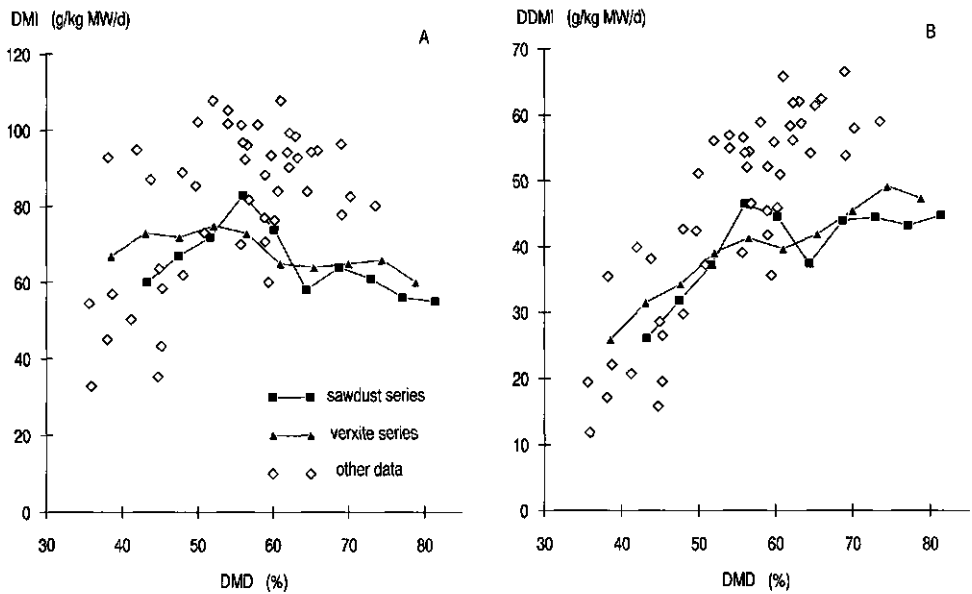 DMI (g/kg MW/d)
A
120
100
80
60
40
20
0
30 40 50 60 70 80
DMD (%)
sawdust series
verxite series
other data
DDMI (g/kg MW/d)
B
70
60
50
40
30
20
10
0
30 40 50 60 70 80
DMD (%)